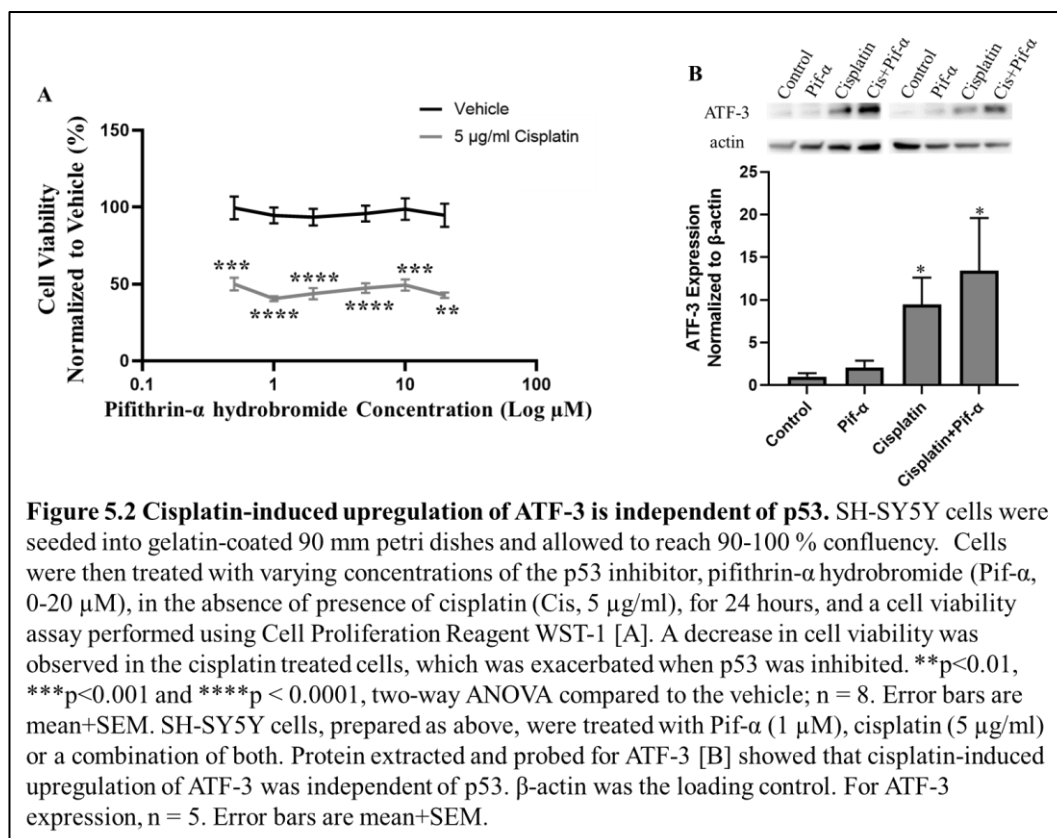 A
Vehicle
5 µg/ml Cisplatin
Cell Viability
Normalized to Vehicle (%)
150
100
50
0
***
****
****
****
***
**
0.1
1
10
100
Pifithrin-α hydrobromide Concentration (Log µM)
B
Control
Pif-α
Cisplatin
Cis+Pif-α
Control
Pif-α
Cisplatin
Cis+Pif-α
ATF-3
actin
ATF-3 Expression
Normalized to β-actin
25
20
15
10
5
0
*
*
Control
Pif-α
Cisplatin
Cisplatin+Pif-α
Figure 5.2 Cisplatin-induced upregulation of ATF-3 is independent of p53. SH-SY5Y cells were
seeded into gelatin-coated 90 mm petri dishes and allowed to reach 90-100 % confluency. Cells
were then treated with varying concentrations of the p53 inhibitor, pifithrin-α hydrobromide (Pif-α,
0-20 µM), in the absence of presence of cisplatin (Cis, 5 µg/ml), for 24 hours, and a cell viability
assay performed using Cell Proliferation Reagent WST-1 [A]. A decrease in cell viability was
observed in the cisplatin treated cells, which was exacerbated when p53 was inhibited. **p<0.01,
***p<0.001 and ****p < 0.0001, two-way ANOVA compared to the vehicle; n = 8. Error bars are
mean+SEM. SH-SY5Y cells, prepared as above, were treated with Pif-α (1 µM), cisplatin (5 µg/ml)
or a combination of both. Protein extracted and probed for ATF-3 [B] showed that cisplatin-induced
upregulation of ATF-3 was independent of p53. β-actin was the loading control. For ATF-3
expression, n = 5. Error bars are mean+SEM.